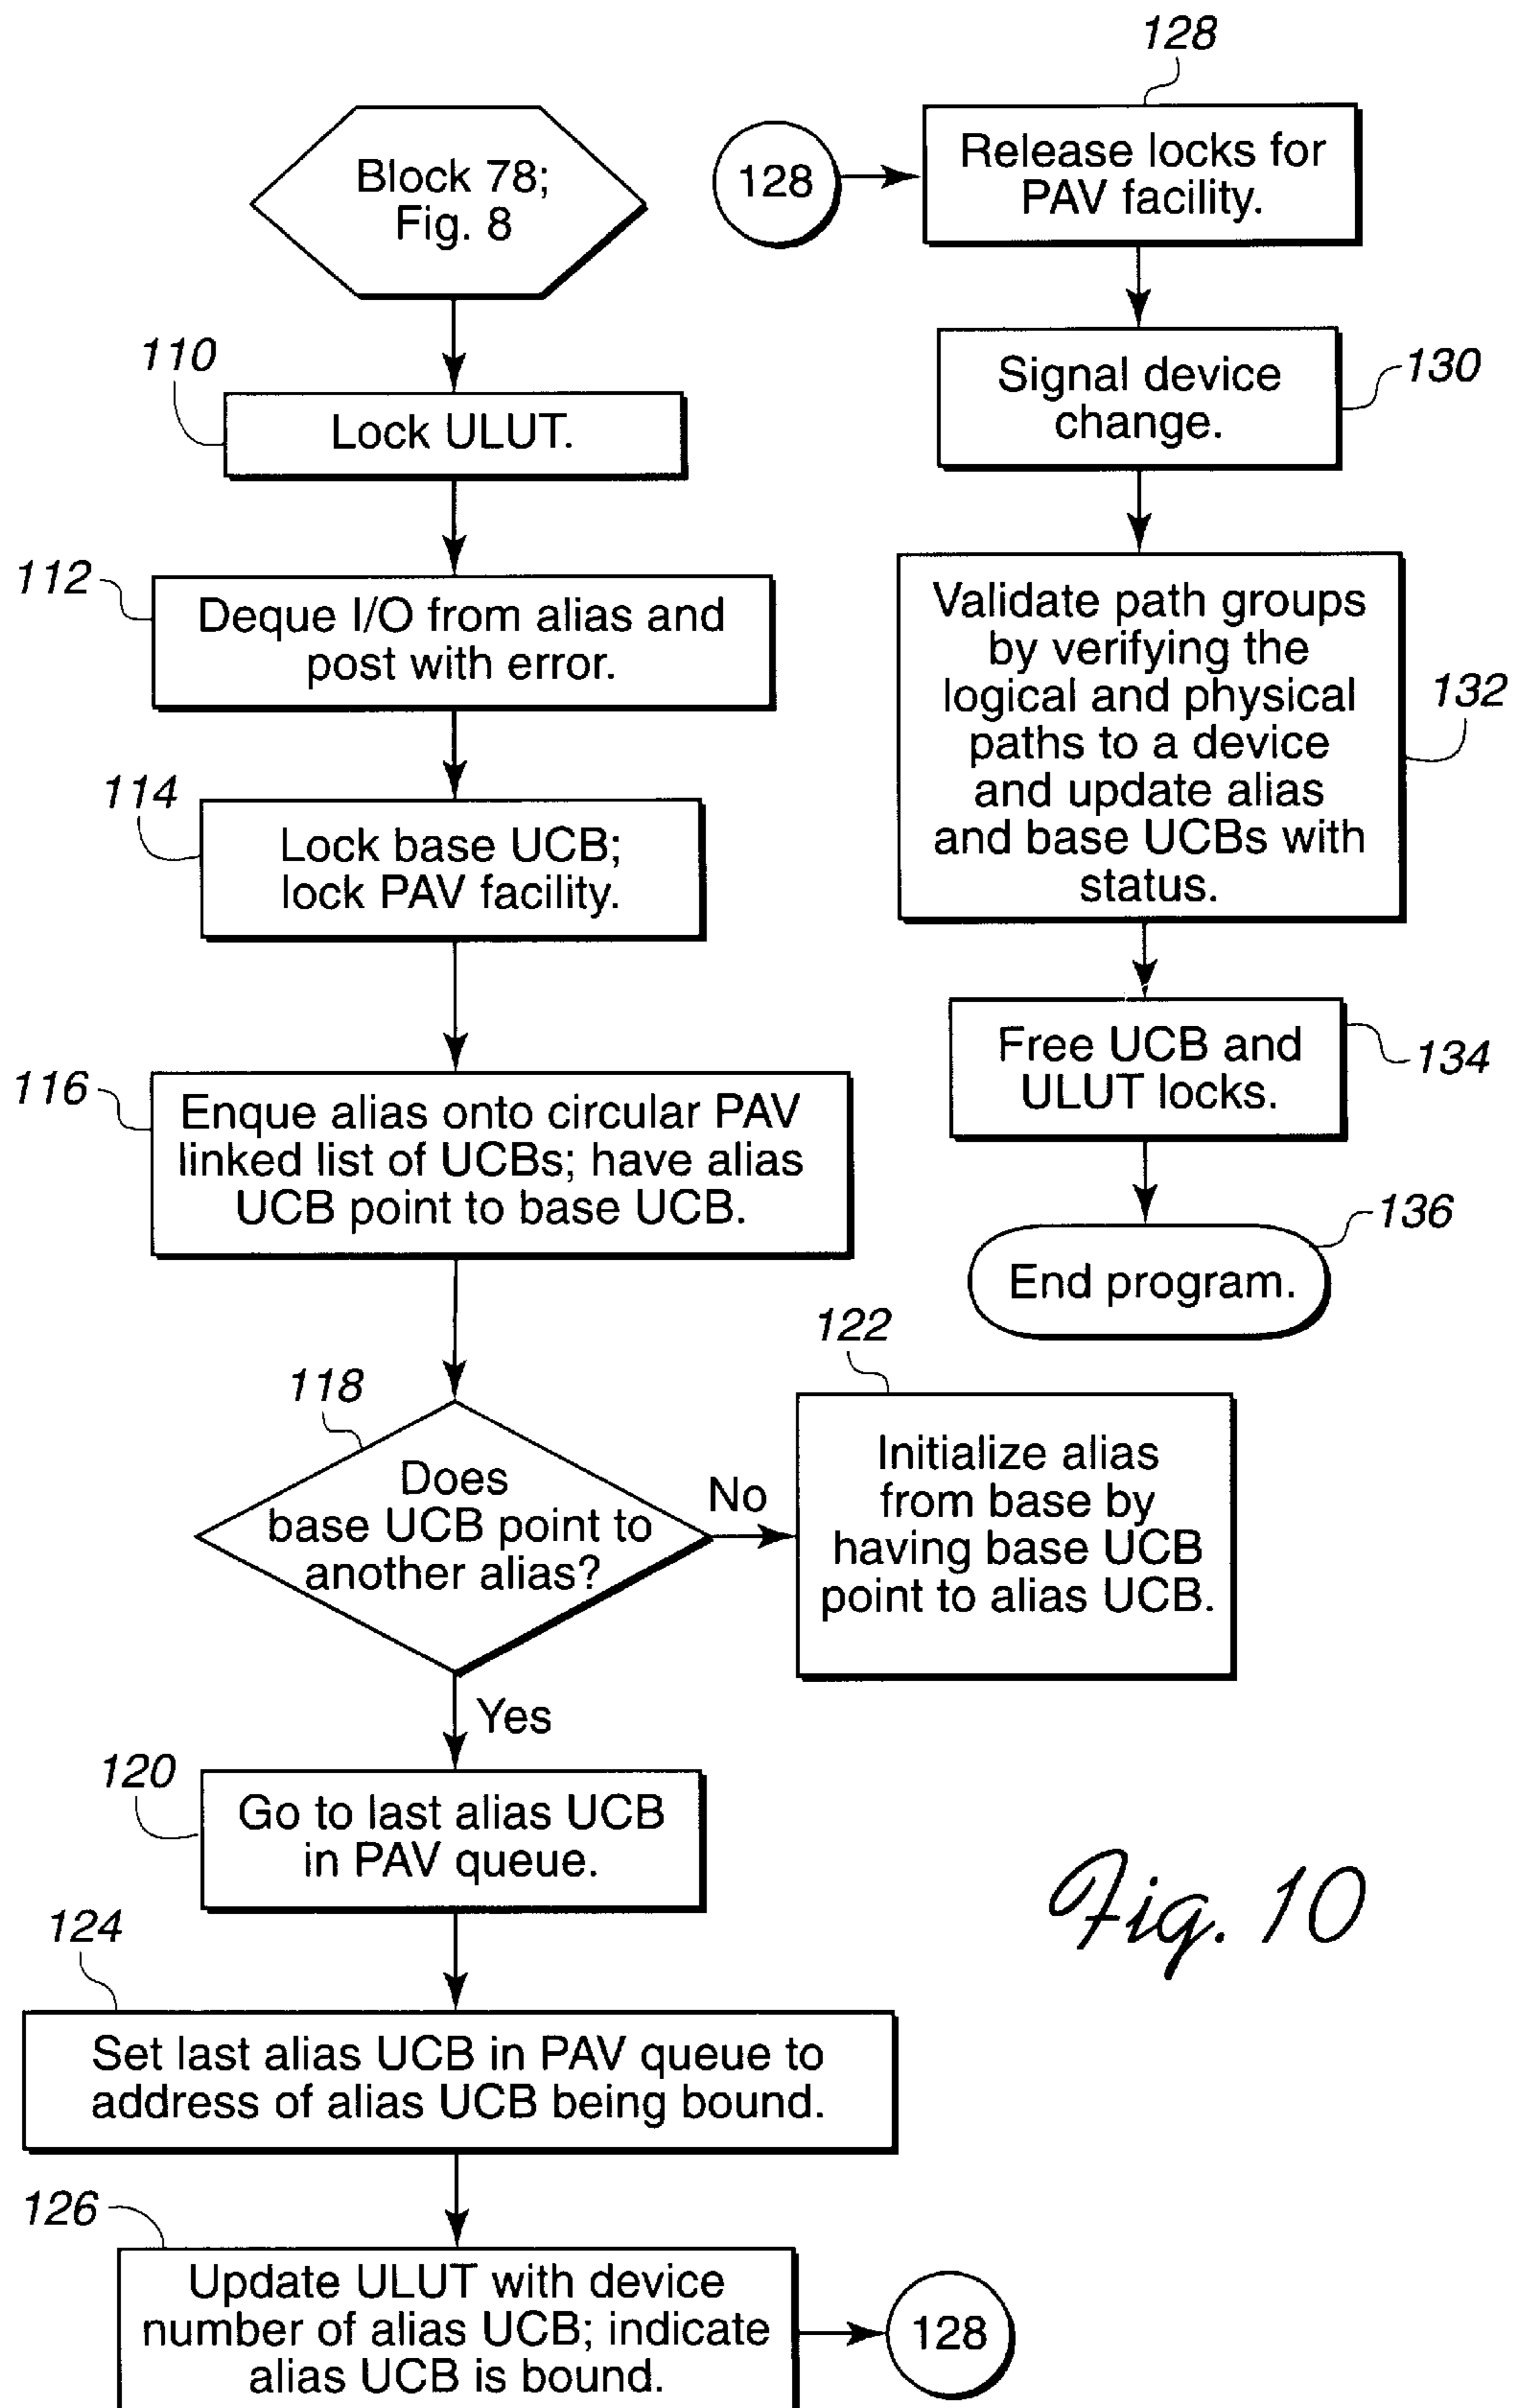 Block 78;
Fig. 8
110
Lock ULUT.
112
Deque I/O from alias and
post with error.
114
Lock base UCB;
lock PAV facility.
116
Enque alias onto circular PAV
linked list of UCBs; have alias
UCB point to base UCB.
118
Does
base UCB point to
another alias?
No
122
Initialize alias
from base by
having base UCB
point to alias UCB.
Yes
120
Go to last alias UCB
in PAV queue.
124
Set last alias UCB in PAV queue to
address of alias UCB being bound.
126
Update ULUT with device
number of alias UCB; indicate
alias UCB is bound.
128
128
128
Release locks for
PAV facility.
130
Signal device
change.
132
Validate path groups
by verifying the
logical and physical
paths to a device
and update alias
and base UCBs with
status.
134
Free UCB and
ULUT locks.
136
End program.
Fig. 10